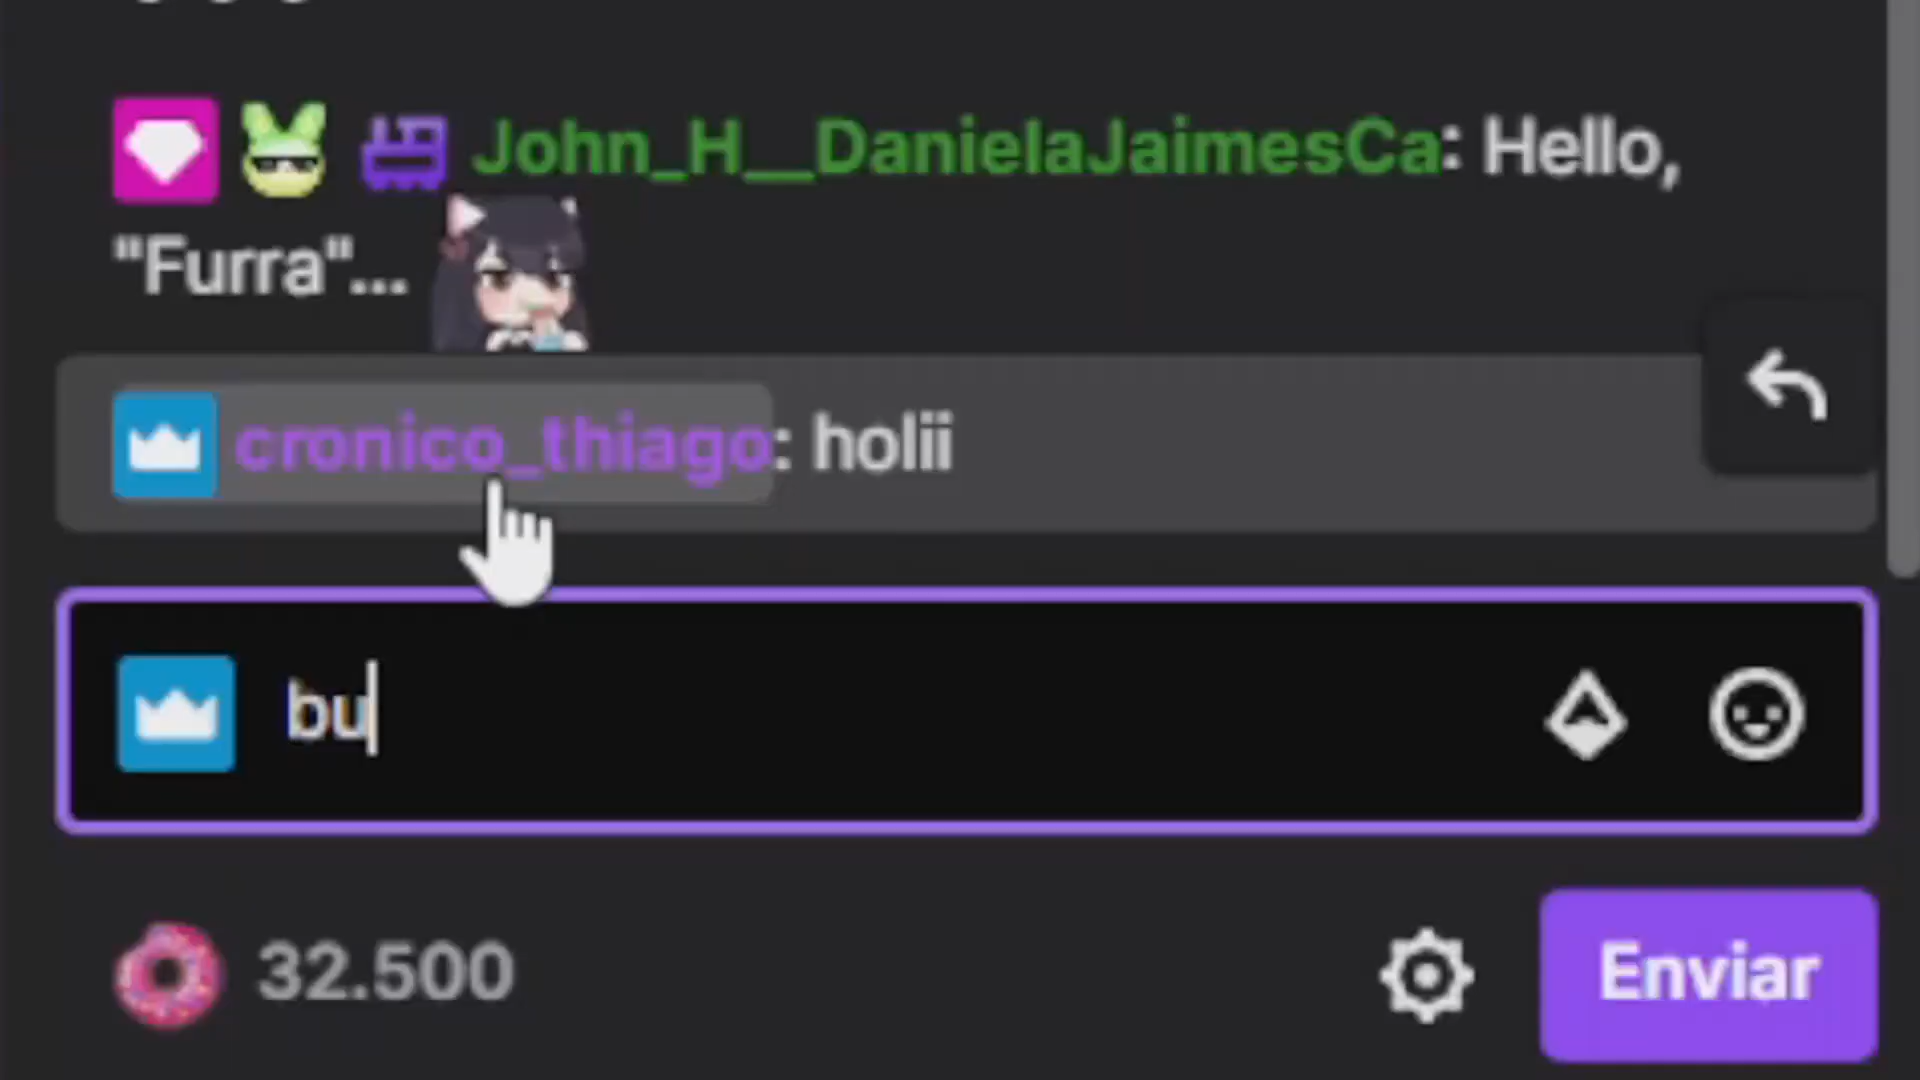 John_H__DanielaJaimesCa: Hello,
"Furra"...
cronico_thiago: holii
bu
32.500
Enviar